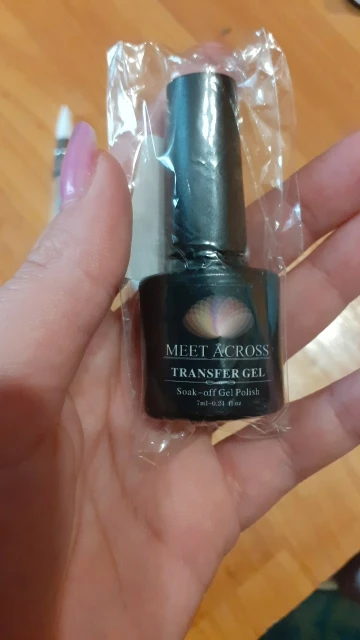 MEET ACROSS
TRANSFER GEL
Soak-off Gel Polish
7ml-0.24 fl oz